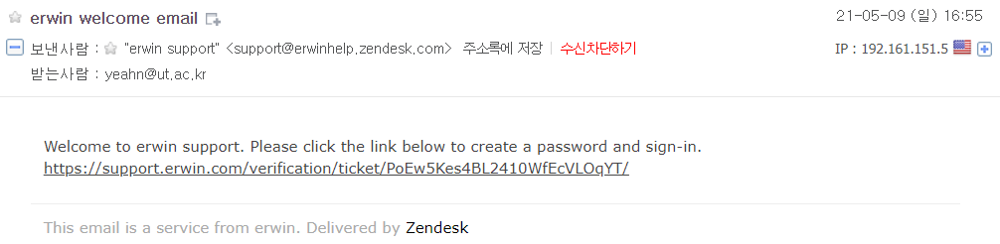 erwin welcome email
21-05-09 (일) 16:55
보낸사람 : "erwin support" <support@erwinhelp.zendesk.com> 주소록에 저장 | 수신차단하기
IP : 192.161.151.5
받는사람 : yeahn@ut.ac.kr
Welcome to erwin support. Please click the link below to create a password and sign-in.
https://support.erwin.com/verification/ticket/PoEw5Kes4BL2410WfEcVLOqYT/
This email is a service from erwin. Delivered by Zendesk